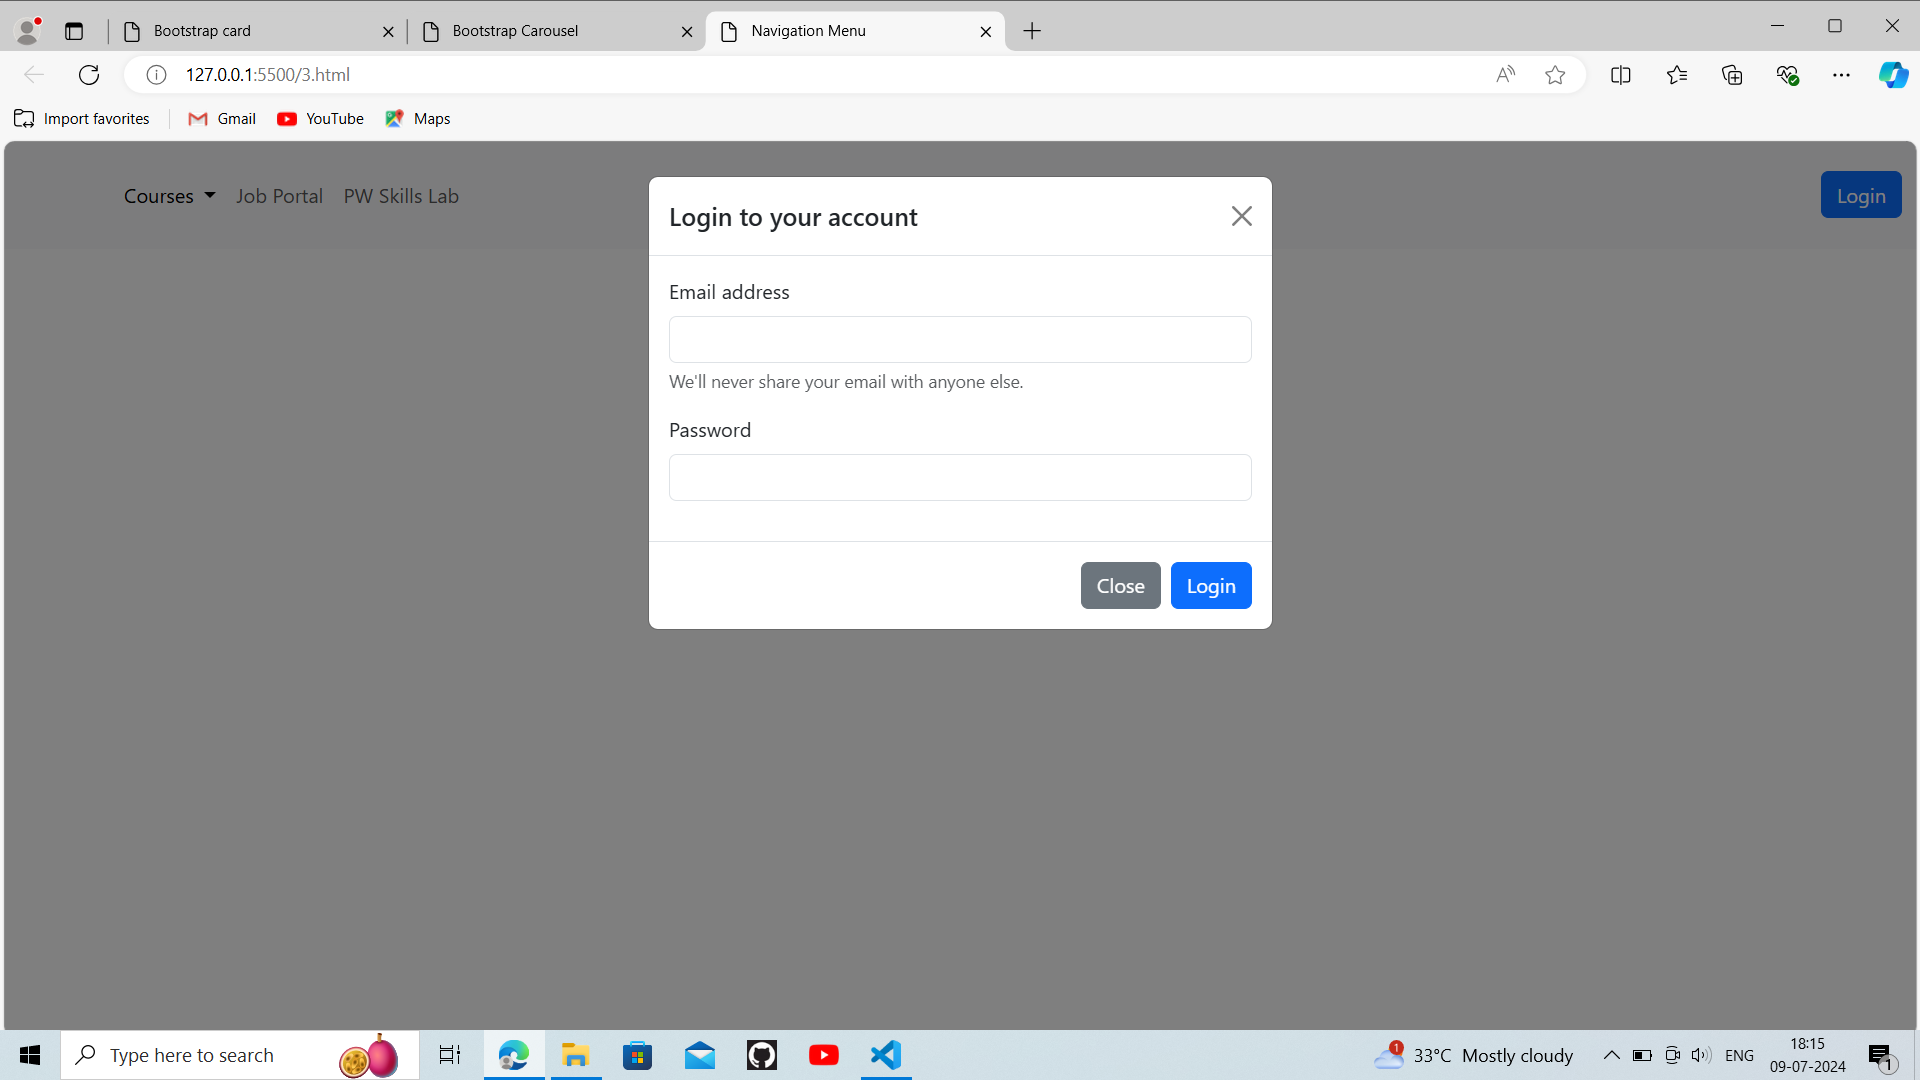 Bootstrap card
Bootstrap Carousel
Navigation Menu
127.0.0.1:5500/3.html
Import favorites
Gmail
YouTube
Maps
Courses
Job Portal
PW Skills Lab
Login
Login to your account
Email address
We'll never share your email with anyone else.
Password
Close
Login
Type here to search
1
33°C Mostly cloudy
ENG
18:15
09-07-2024
1